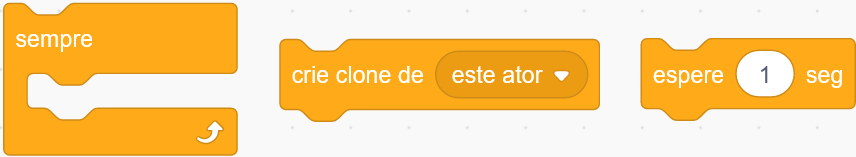 sempre
crie clone de este ator
espere 1 seg